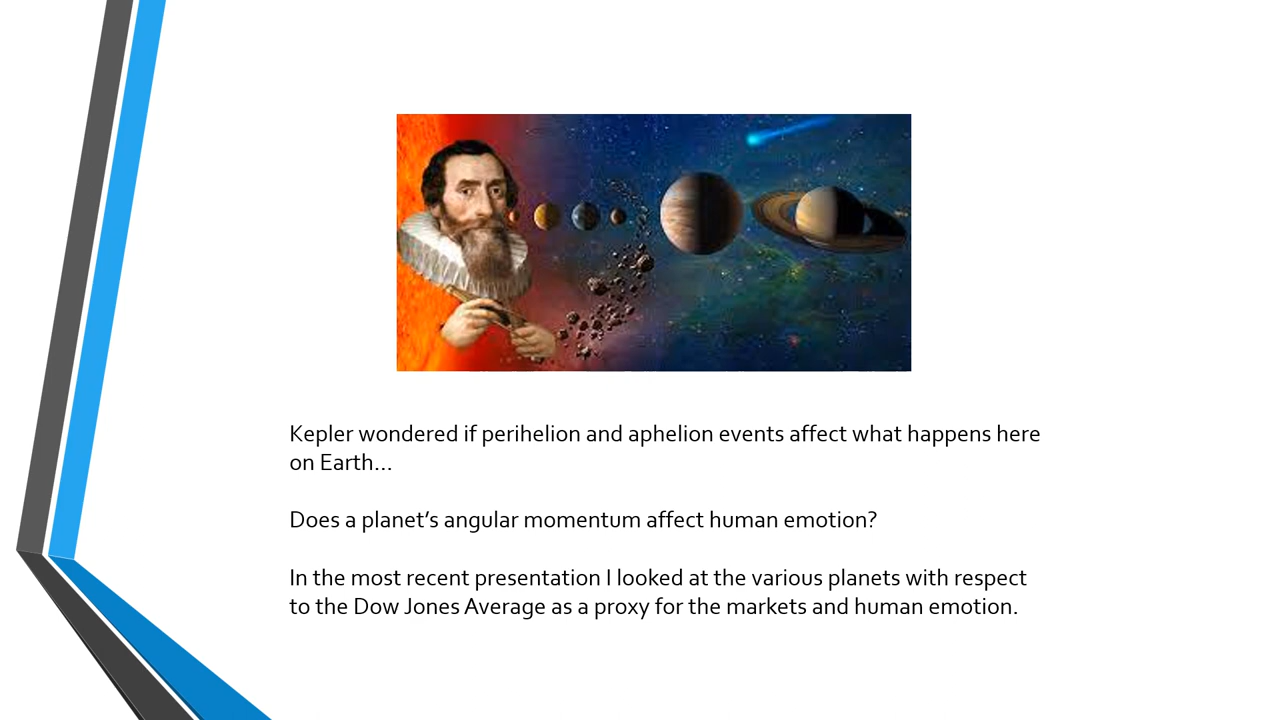 Kepler wondered if perihelion and aphelion events affect what happens here
on Earth…
Does a planet’s angular momentum affect human emotion?
In the most recent presentation I looked at the various planets with respect
to the Dow Jones Average as a proxy for the markets and human emotion.